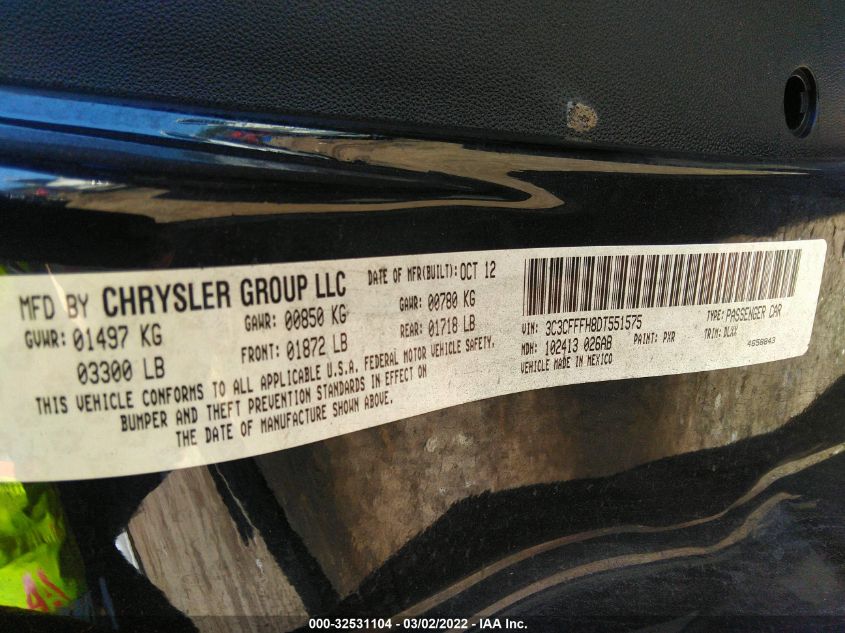 MFD BY CHRYSLER GROUP LLC
DATE OF MFR(BUILT): OCT 12
GVWR: 01497 KG
03300 LB
GAWR: 00850 KG
FRONT: 01872 LB
GAWR: 00780 KG
REAR: 01718 LB
THIS VEHICLE CONFORMS TO ALL APPLICABLE U.S.A. FEDERAL MOTOR VEHICLE SAFETY,
BUMPER AND THEFT PREVENTION STANDARDS IN EFFECT ON
THE DATE OF MANUFACTURE SHOWN ABOVE.
VIN: 3C3CFFFH8DT551575
TYPE: PASSENGER CAR
MDH: 102413 026AB
PAINT: PXR
TRIM: DLXX
VEHICLE MADE IN MEXICO
4658643
000-32531104 - 03/02/2022 - IAA Inc.